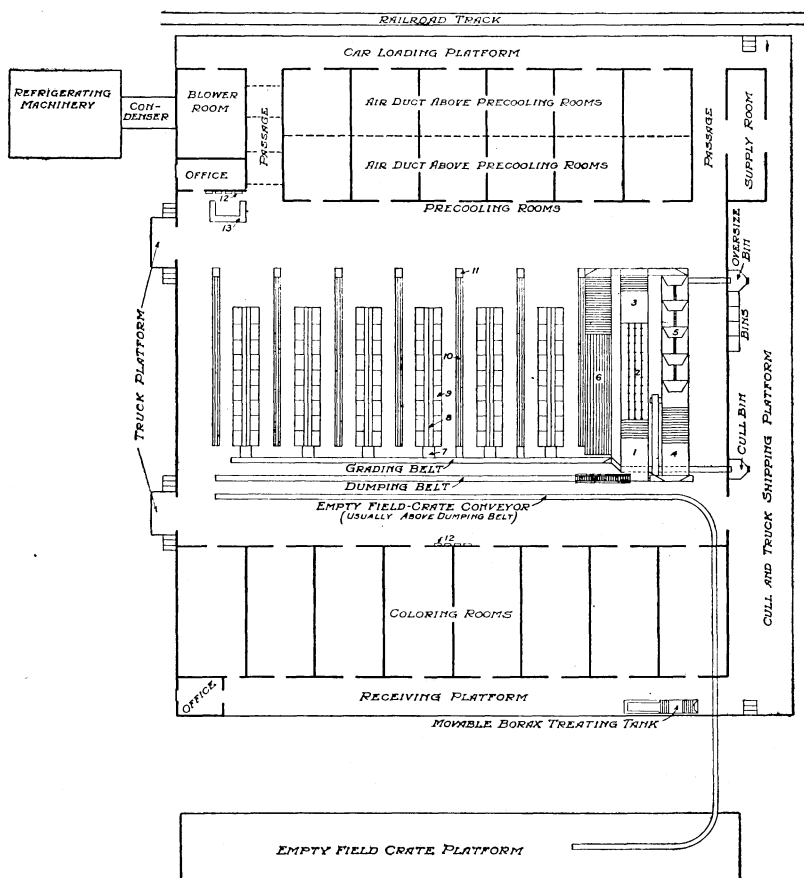 RAILROAD TRACK
CAR LOADING PLATFORM
REFRIGERATING
MACHINERY
CON-
DENSER
BLOWER
ROOM
PASSAGE
AIR DUCT ABOVE PRECOOLING ROOMS
AIR DUCT ABOVE PRECOOLING ROOMS
PASSAGE
SUPPLY ROOM
OFFICE
12
13
PRECOOLING ROOMS
OVERSIZE
BIN
BINS
CULL BIN
TRUCK PLATFORM
11
10
9
8
7
6
3
2
1
5
4
GRADING BELT
DUMPING BELT
EMPTY FIELD-CRATE CONVEYOR
(USUALLY ABOVE DUMPING BELT)
12
COLORING ROOMS
CULL AND TRUCK SHIPPING PLATFORM
OFFICE
RECEIVING PLATFORM
MOVABLE BORAX TREATING TANK
EMPTY FIELD CRATE PLATFORM